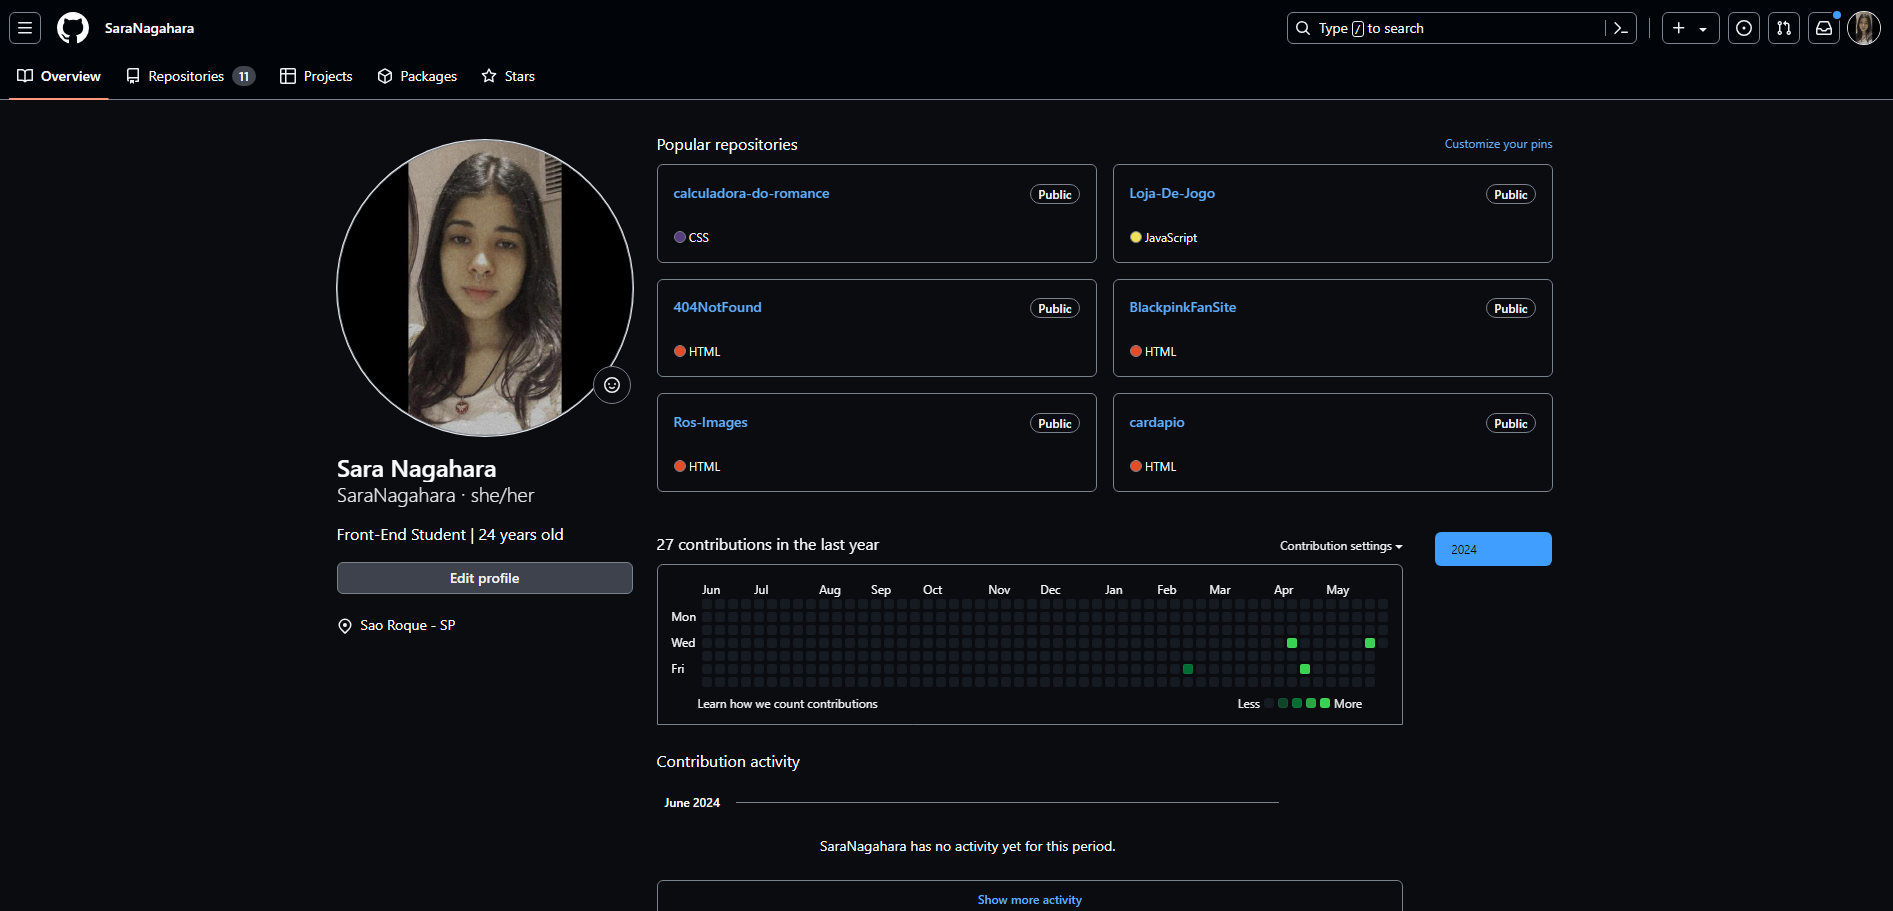 SaraNagahara
Type / to search
Overview
Repositories 11
Projects
Packages
Stars
Sara Nagahara
SaraNagahara · she/her
Front-End Student | 24 years old
Edit profile
Sao Roque - SP
Popular repositories
Customize your pins
calculadora-do-romance
Public
CSS
Loja-De-Jogo
Public
JavaScript
404NotFound
Public
HTML
BlackpinkFanSite
Public
HTML
Ros-Images
Public
HTML
cardapio
Public
HTML
27 contributions in the last year
Contribution settings
2024
Jun Jul Aug Sep Oct Nov Dec Jan Feb Mar Apr May
Mon
Wed
Fri
Learn how we count contributions
Less More
Contribution activity
June 2024
SaraNagahara has no activity yet for this period.
Show more activity